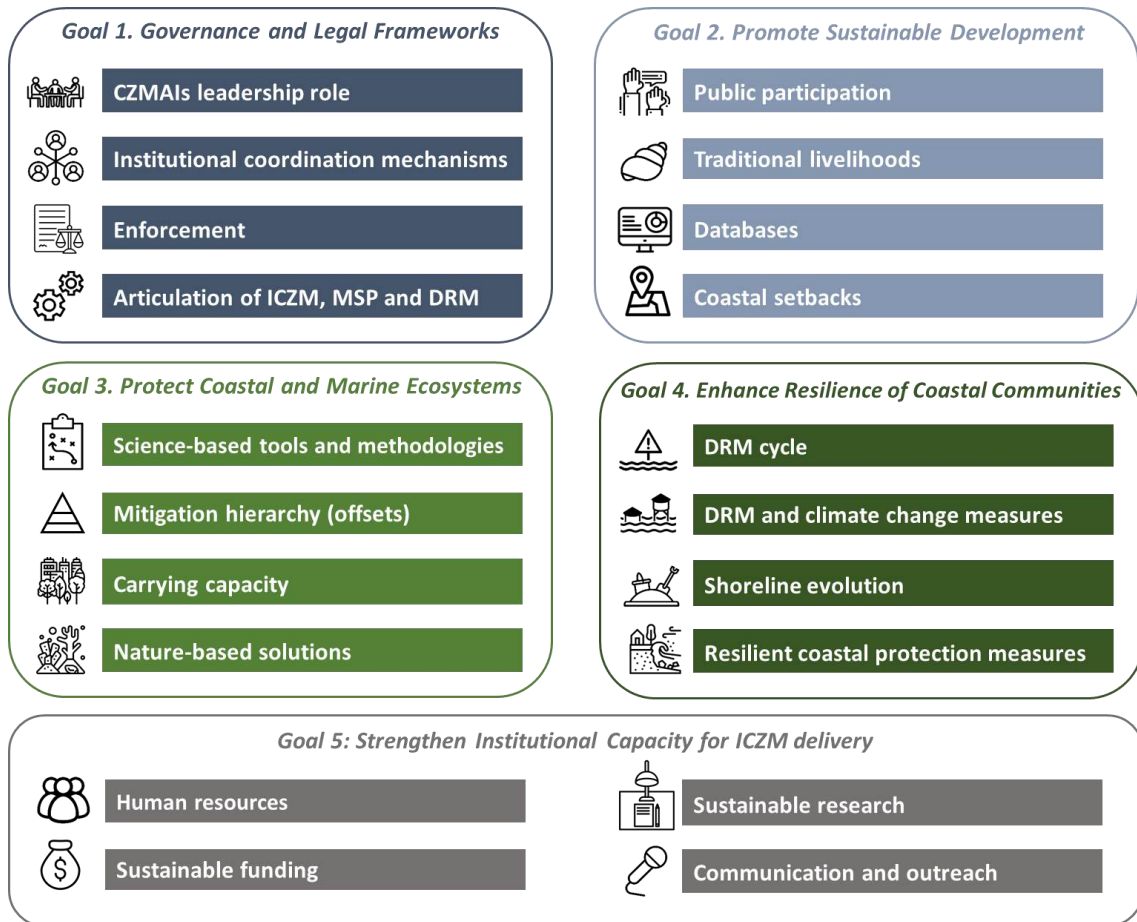 Goal 1. Governance and Legal Frameworks
CZMAIs leadership role
Institutional coordination mechanisms
Enforcement
Articulation of ICZM, MSP and DRM
Goal 2. Promote Sustainable Development
Public participation
Traditional livelihoods
Databases
Coastal setbacks
Goal 3. Protect Coastal and Marine Ecosystems
Science-based tools and methodologies
Mitigation hierarchy (offsets)
Carrying capacity
Nature-based solutions
Goal 4. Enhance Resilience of Coastal Communities
DRM cycle
DRM and climate change measures
Shoreline evolution
Resilient coastal protection measures
Goal 5: Strengthen Institutional Capacity for ICZM delivery
Human resources
Sustainable funding
$
Sustainable research
Communication and outreach